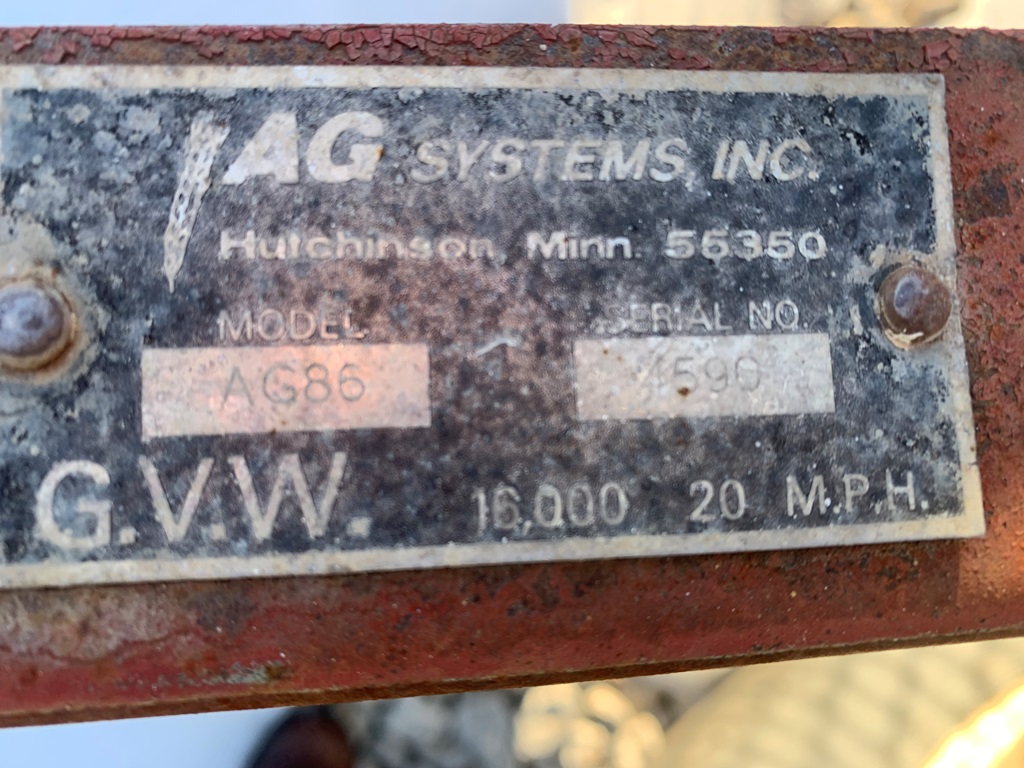 AG SYSTEMS, INC.
Hutchinson, Minn. 55350
MODEL SERIAL NO.
AG86
G.V.W. 16,000 20 M.P.H.